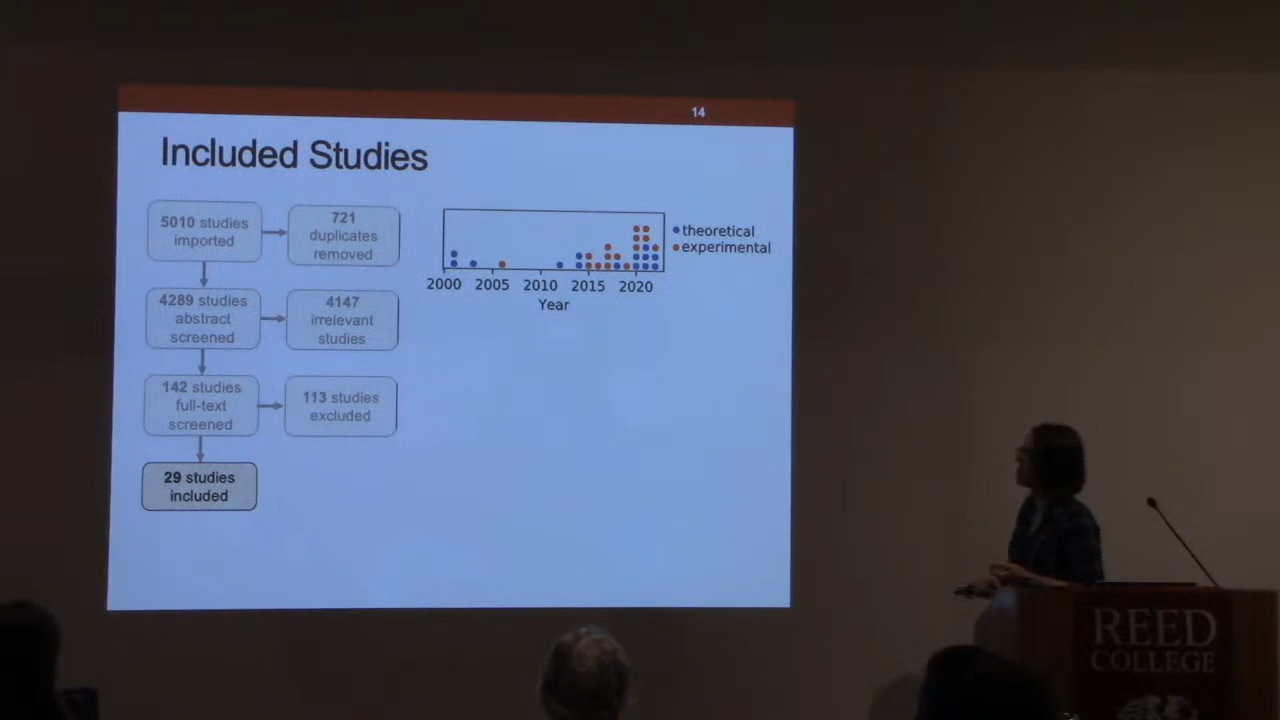 14
Included Studies
5010 studies
imported
721
duplicates
removed
4289 studies
abstract
screened
4147
irrelevant
studies
142 studies
full-text
screened
113 studies
excluded
29 studies
included
theoretical
experimental
2000 2005 2010 2015 2020
Year
REED
COLLEGE